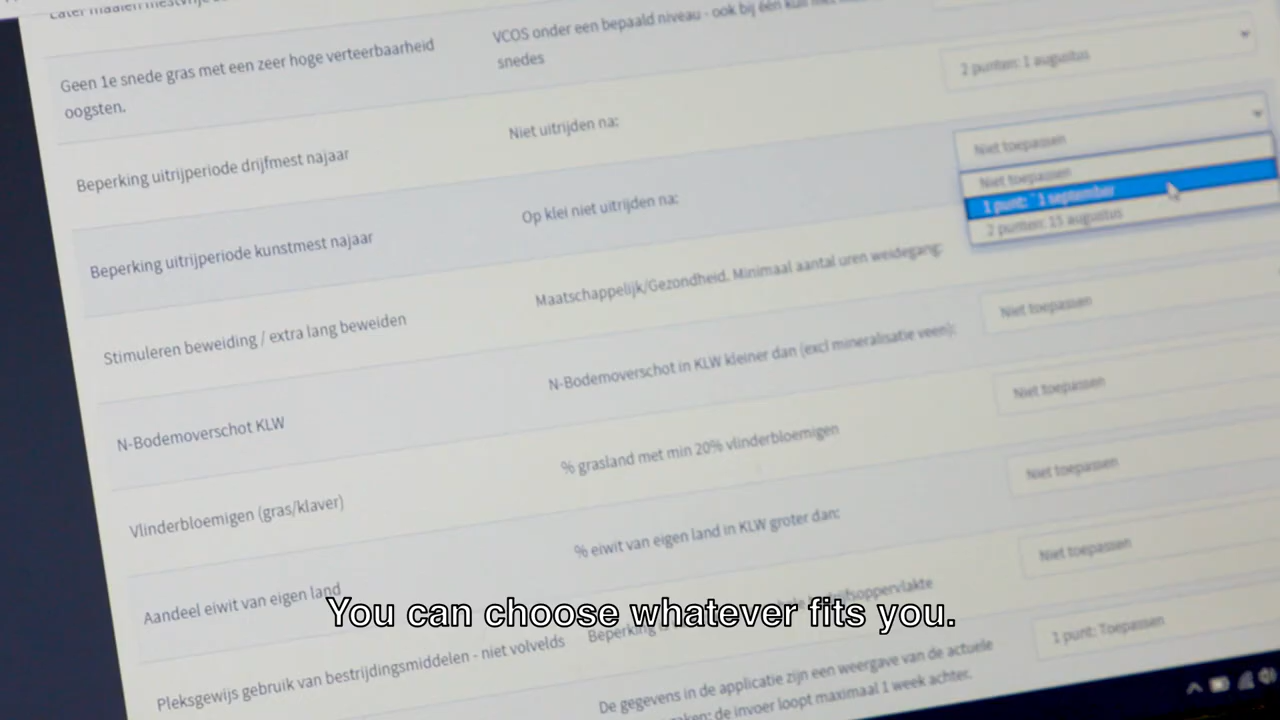 Later maaien
Geen 1e snede gras met een zeer hoge verteerbaarheid
oogsten.
VCOS onder een bepaald niveau - ook bij één
snedes
2 punten: 1 augustus
Beperking uitrijperiode drijfmest najaar
Niet uitrijden na:
Niet toepassen
Niet toepassen
1 punt: 1 september
2 punten: 15 augustus
Beperking uitrijperiode kunstmest najaar
Op klei niet uitrijden na:
Stimuleren beweiding / extra lang beweiden
Maatschappelijk/Gezondheid. Minimaal aantal uren weidegang:
Niet toepassen
N-Bodemoverschot KLW
N-Bodemoverschot in KLW kleiner dan (excl mineralisatie veen):
Niet toepassen
Vlinderbloemigen (gras/klaver)
% grasland met min 20% vlinderbloemigen
Niet toepassen
Aandeel eiwit van eigen land
% eiwit van eigen land in KLW groter dan:
Niet toepassen
Pleksgewijs gebruik van bestrijdingsmiddelen - niet volvelds
Beperking bedrijfsoppervlakte
1 punt: Toepassen
De gegevens in de applicatie zijn een weergave van de actuele
de invoer loopt maximaal 1 week achter.
You can choose whatever fits you.